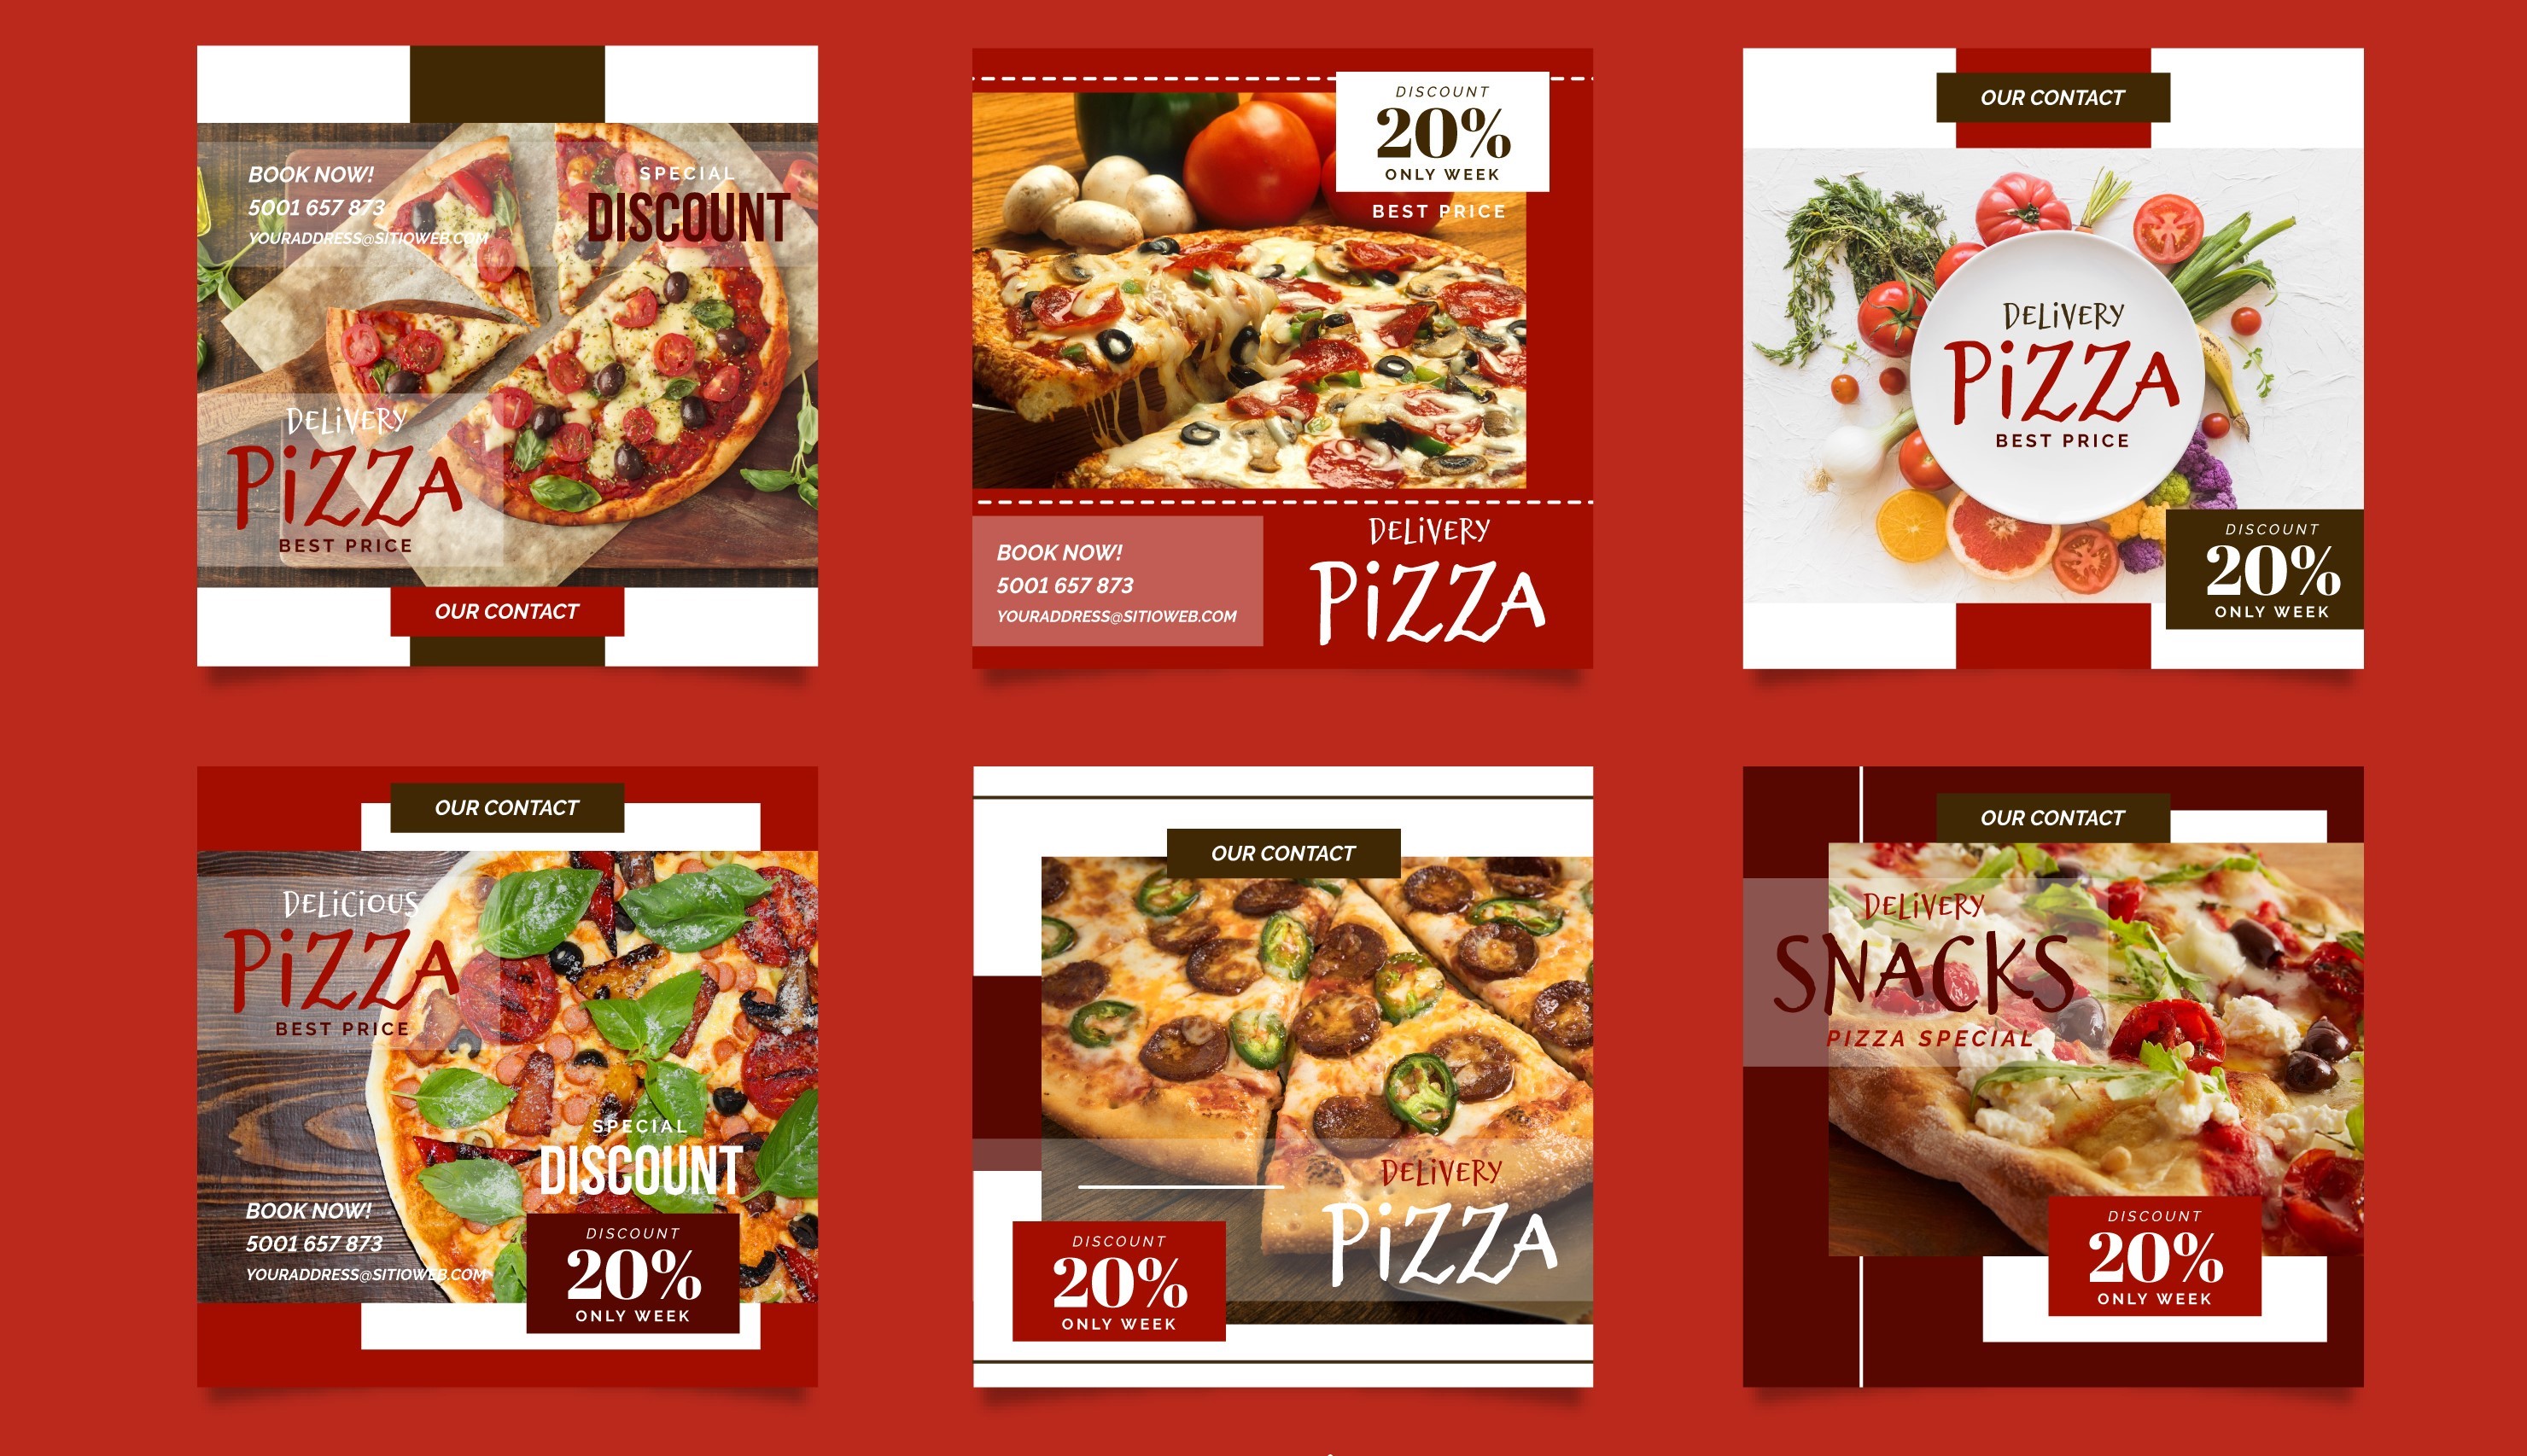 BOOK NOW!
5001 657 873
YOURADDRESS@SITIOWEB.COM
SPECIAL
DISCOUNT
DELiVERY
PiZZA
BEST PRICE
OUR CONTACT
DISCOUNT
20%
ONLY WEEK
BEST PRICE
BOOK NOW!
5001 657 873
YOURADDRESS@SITIOWEB.COM
DELiVERY
PiZZA
OUR CONTACT
DELiVERY
PiZZA
BEST PRICE
DISCOUNT
20%
ONLY WEEK
OUR CONTACT
DELiCiOUS
PiZZA
BEST PRICE
SPECIAL
DISCOUNT
BOOK NOW!
5001 657 873
YOURADDRESS@SITIOWEB.COM
DISCOUNT
20%
ONLY WEEK
OUR CONTACT
DELiVERY
PiZZA
DISCOUNT
20%
ONLY WEEK
OUR CONTACT
DELiVERY
SNACKS
PIZZA SPECIAL
DISCOUNT
20%
ONLY WEEK